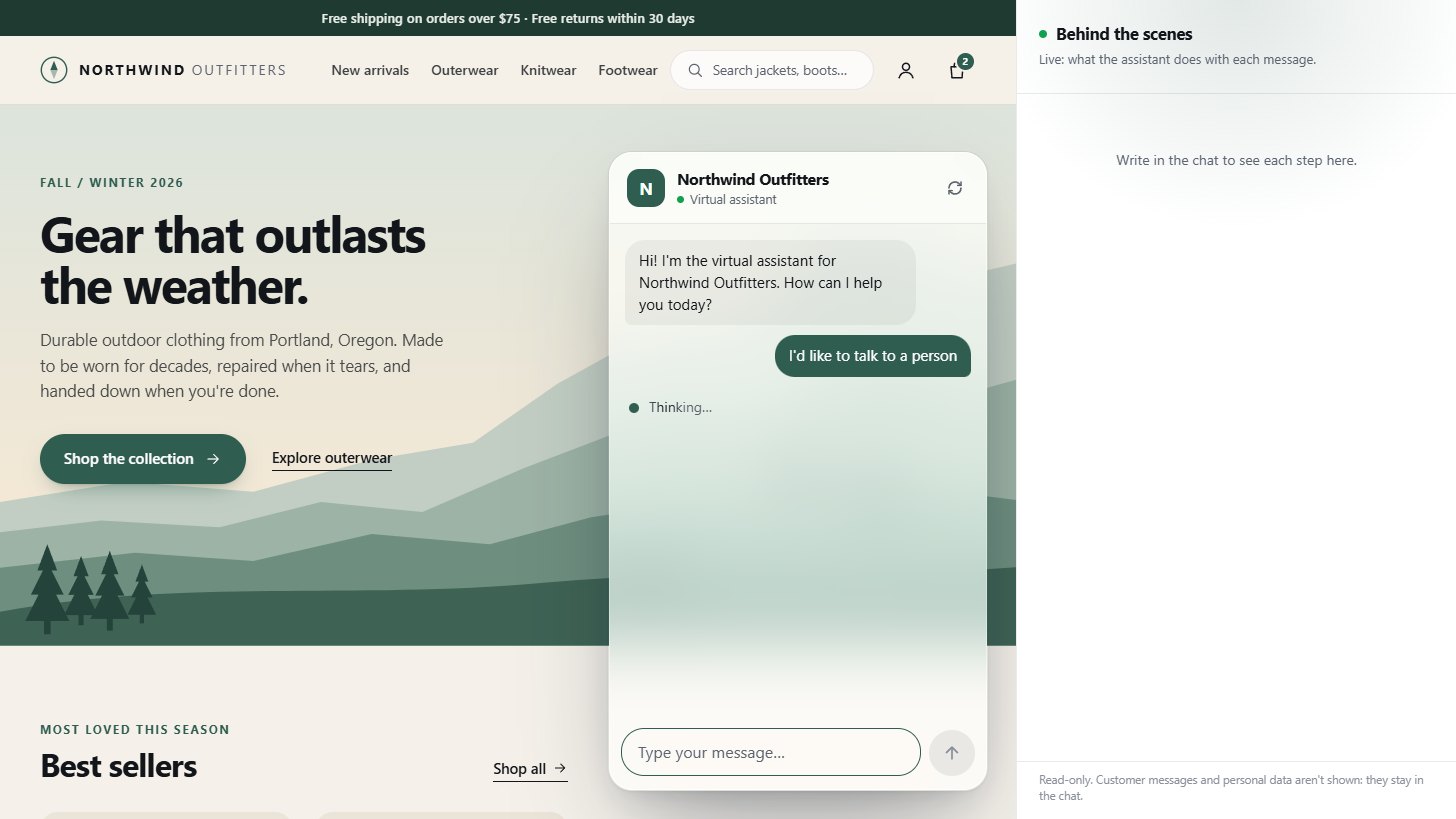 Free shipping on orders over $75 · Free returns within 30 days
NORTHWIND OUTFITTERS
New arrivals
Outerwear
Knitwear
Footwear
Search jackets, boots...
2
FALL / WINTER 2026
Gear that outlasts
the weather.
Durable outdoor clothing from Portland, Oregon. Made
to be worn for decades, repaired when it tears, and
handed down when you're done.
Shop the collection
Explore outerwear
MOST LOVED THIS SEASON
Best sellers
Shop all
N
Northwind Outfitters
Virtual assistant
Hi! I'm the virtual assistant for
Northwind Outfitters. How can I help
you today?
I'd like to talk to a person
Thinking...
Type your message...
Behind the scenes
Live: what the assistant does with each message.
Write in the chat to see each step here.
Read-only. Customer messages and personal data aren't shown: they stay in
the chat.